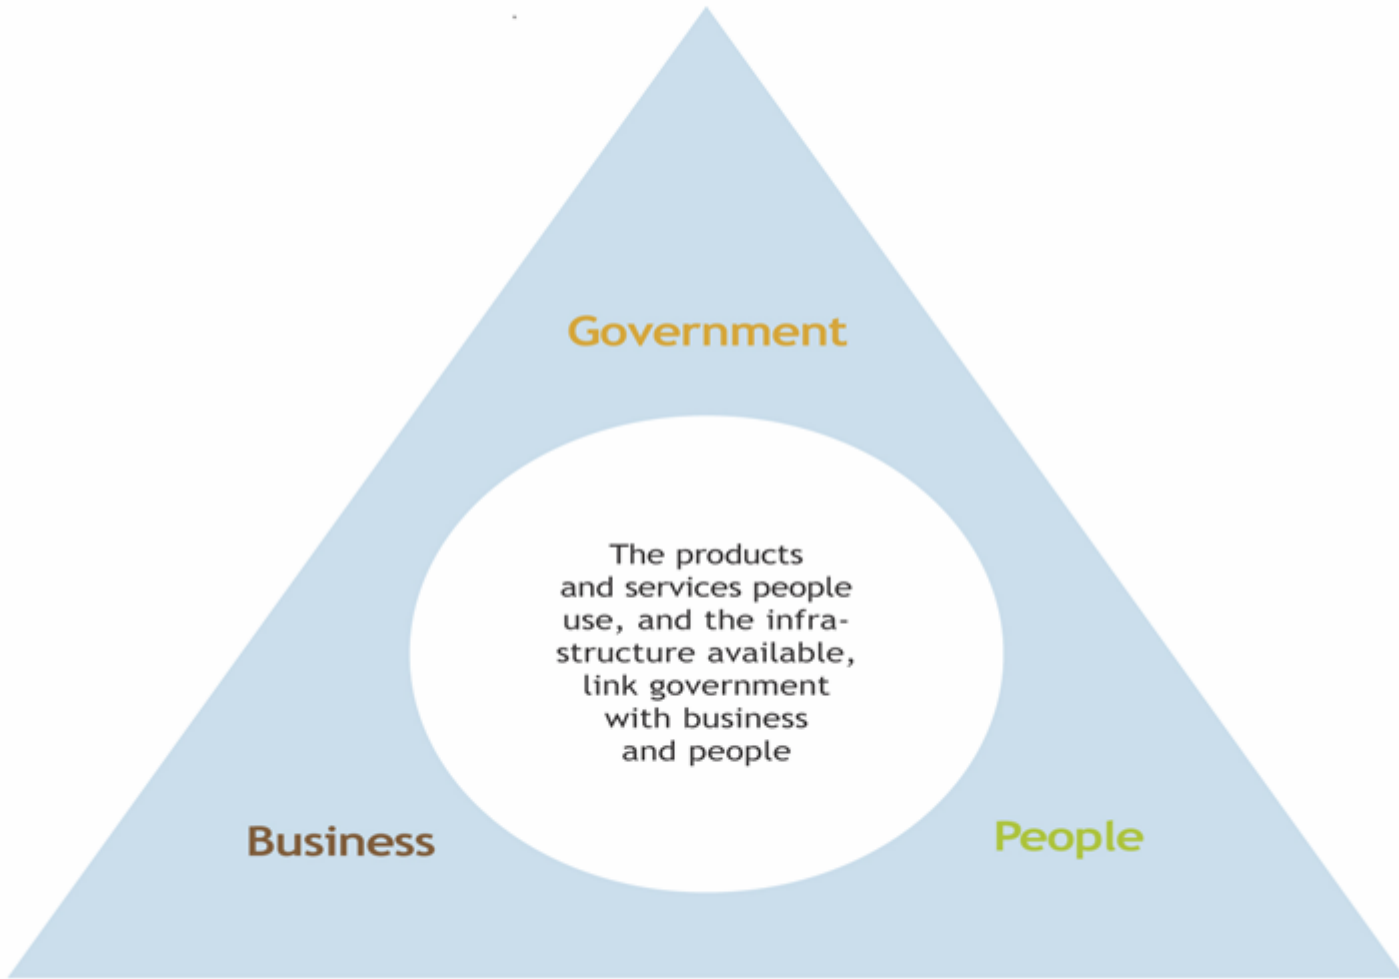 Government
The products
and services people
use, and the infra-
structure available,
link government
with business
and people
Business
People